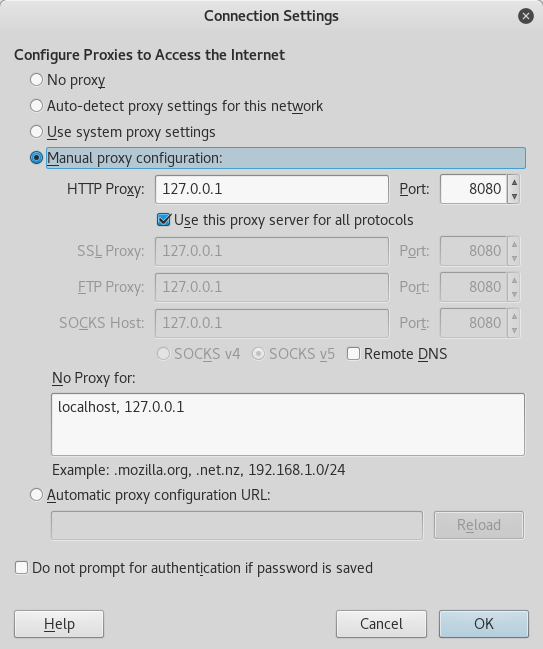 Connection Settings
Configure Proxies to Access the Internet
No proxy
Auto-detect proxy settings for this network
Use system proxy settings
Manual proxy configuration:
HTTP Proxy: 127.0.0.1 Port: 8080
Use this proxy server for all protocols
SSL Proxy: 127.0.0.1 Port: 8080
FTP Proxy: 127.0.0.1 Port: 8080
SOCKS Host: 127.0.0.1 Port: 8080
SOCKS v4 SOCKS v5 Remote DNS
No Proxy for:
localhost, 127.0.0.1
Example: .mozilla.org, .net.nz, 192.168.1.0/24
Automatic proxy configuration URL:
Reload
Do not prompt for authentication if password is saved
Help Cancel OK